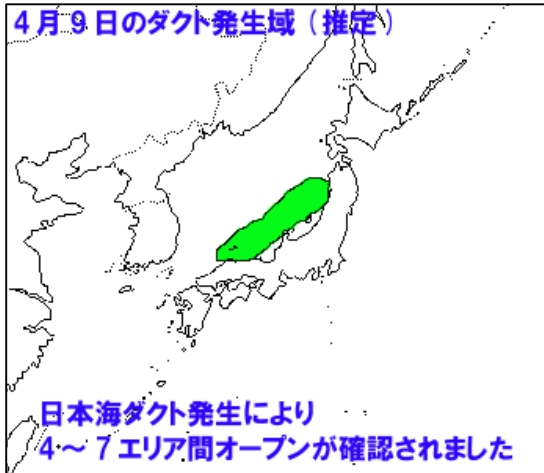 4月9日のダクト発生域(推定)
日本海ダクト発生により
4~7エリア間オープンが確認されました